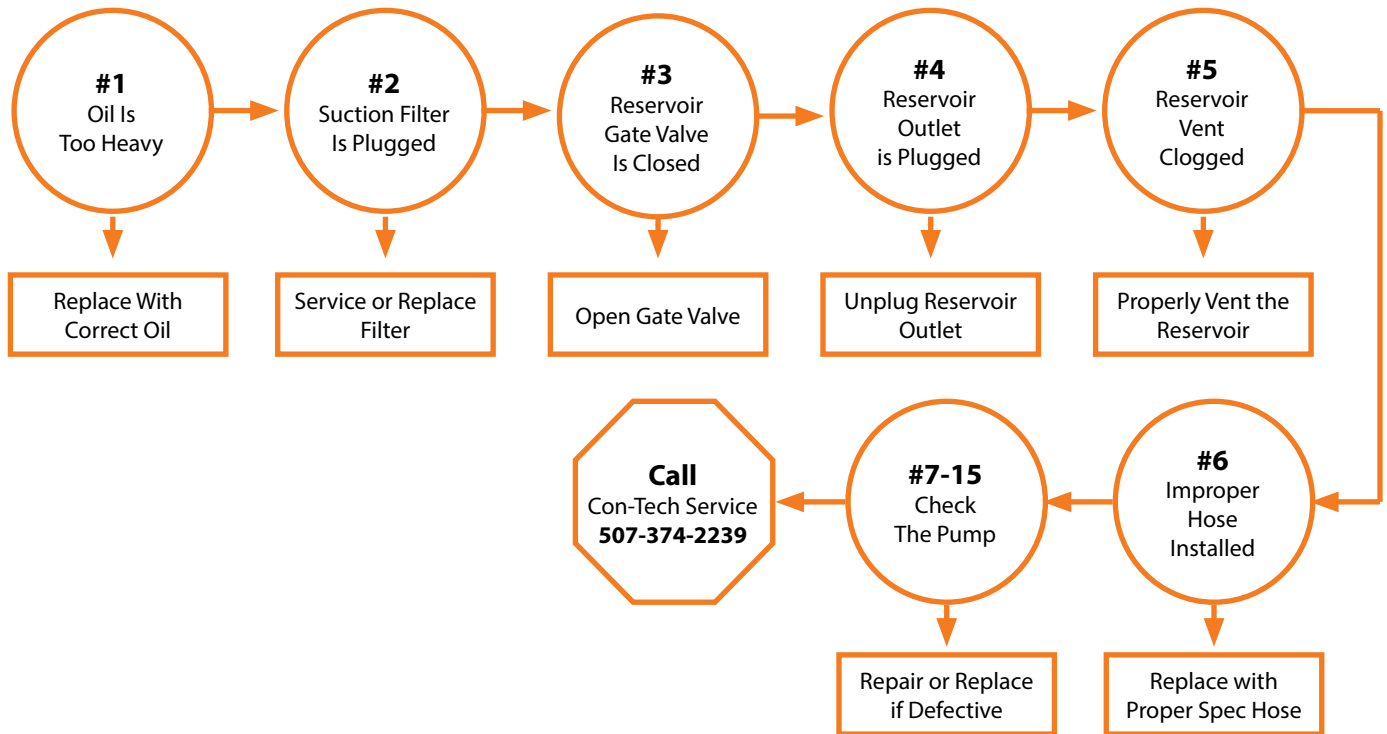 #1
Oil Is
Too Heavy
#2
Suction Filter
Is Plugged
#3
Reservoir
Gate Valve
Is Closed
#4
Reservoir
Outlet
is Plugged
#5
Reservoir
Vent
Clogged
Replace With
Correct Oil
Service or Replace
Filter
Open Gate Valve
Unplug Reservoir
Outlet
Properly Vent the
Reservoir
#6
Improper
Hose
Installed
#7-15
Check
The Pump
Call
Con-Tech Service
507-374-2239
Repair or Replace
if Defective
Replace with
Proper Spec Hose